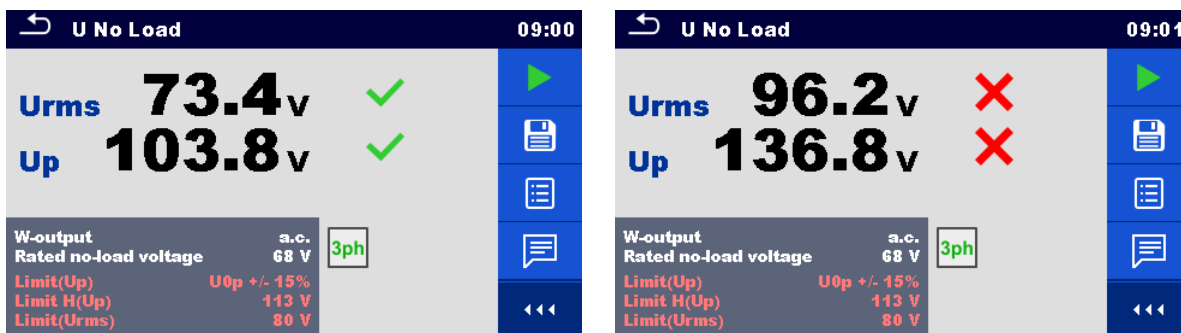 U No Load 09:00
Urms 73.4 V
Up 103.8 V
W-output a.c.
Rated no-load voltage 68 V
Limit(Up) U0p +/- 15%
Limit H(Up) 113 V
Limit(Urms) 80 V
3ph
U No Load 09:01
Urms 96.2 V
Up 136.8 V
W-output a.c.
Rated no-load voltage 68 V
Limit(Up) U0p +/- 15%
Limit H(Up) 113 V
Limit(Urms) 80 V
3ph